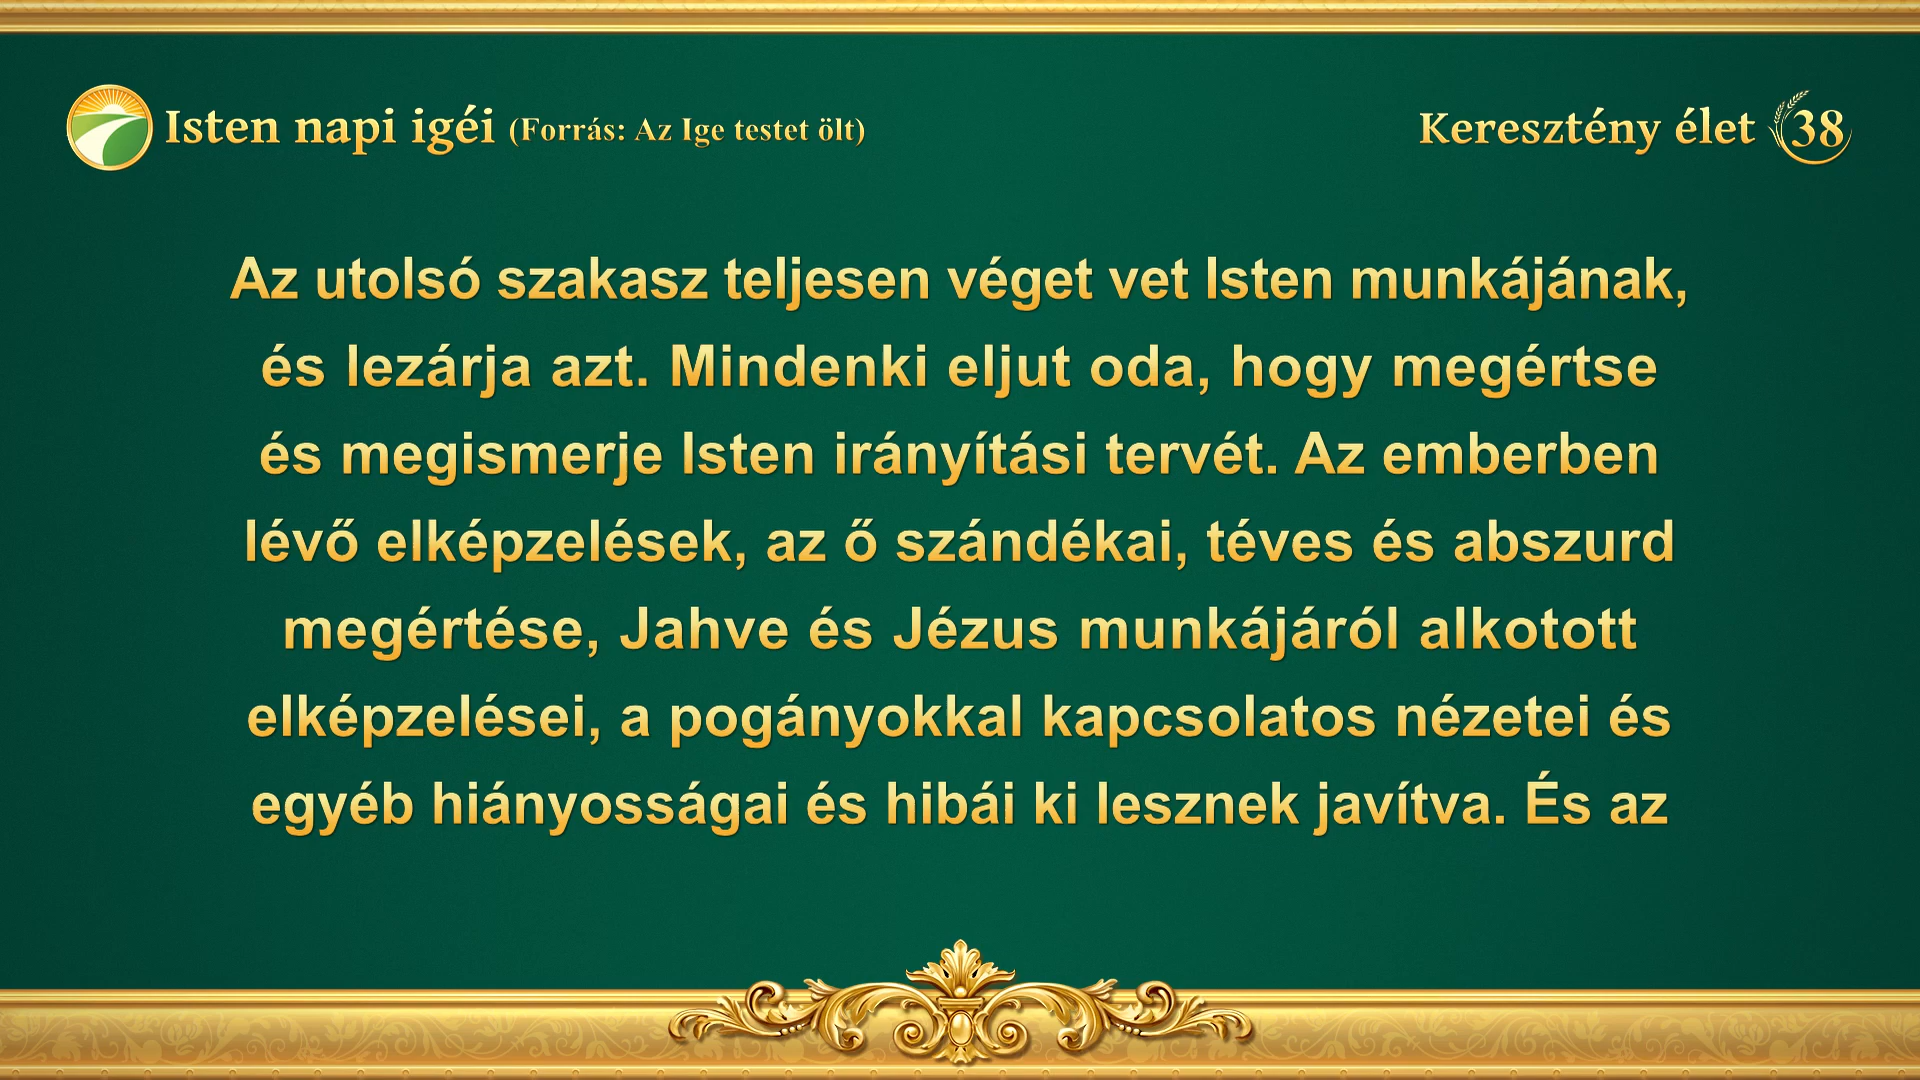 Isten napi igéi (Forrás: Az Ige testet ölt)
Keresztény élet 38
Az utolsó szakasz teljesen véget vet Isten munkájának,
és lezárja azt. Mindenki eljut oda, hogy megértse
és megismerje Isten irányítási tervét. Az emberben
lévő elképzelések, az ő szándékai, téves és abszurd
megértése, Jahve és Jézus munkájáról alkotott
elképzelései, a pogányokkal kapcsolatos nézetei és
egyéb hiányosságai és hibái ki lesznek javítva. És az